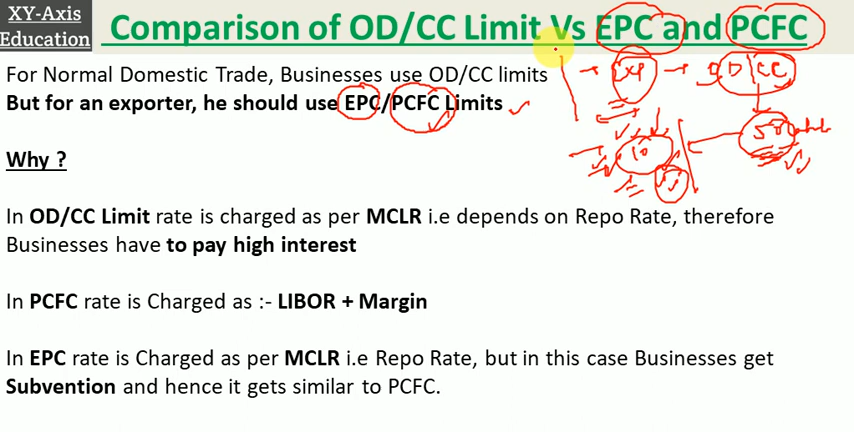 XY-Axis
Education
Comparison of OD/CC Limit Vs EPC and PCFC
For Normal Domestic Trade, Businesses use OD/CC limits
But for an exporter, he should use EPC/PCFC Limits
Why ?
In OD/CC Limit rate is charged as per MCLR i.e depends on Repo Rate, therefore
Businesses have to pay high interest
In PCFC rate is Charged as :- LIBOR + Margin
In EPC rate is Charged as per MCLR i.e Repo Rate, but in this case Businesses get
Subvention and hence it gets similar to PCFC.
OD/CC
10